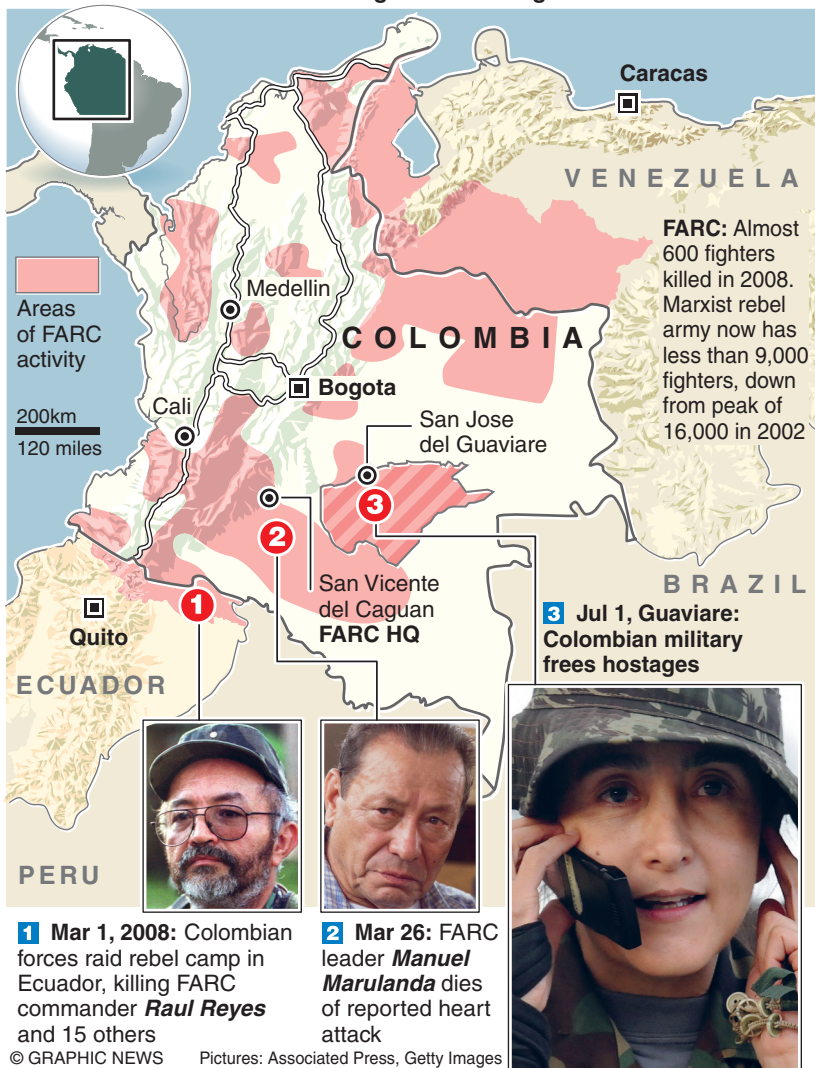 Caracas
VENEZUELA
FARC: Almost
600 fighters
killed in 2008.
Marxist rebel
army now has
less than 9,000
fighters, down
from peak of
16,000 in 2002
Areas
of FARC
activity
200km
120 miles
Medellin
COLOMBIA
Bogota
Cali
San Jose
del Guaviare
3
2
1
San Vicente
del Caguan
FARC HQ
Quito
ECUADOR
BRAZIL
PERU
3 Jul 1, Guaviare:
Colombian military
frees hostages
1 Mar 1, 2008: Colombian
forces raid rebel camp in
Ecuador, killing FARC
commander Raul Reyes
and 15 others
2 Mar 26: FARC
leader Manuel
Marulanda dies
of reported heart
attack
© GRAPHIC NEWS
Pictures: Associated Press, Getty Images